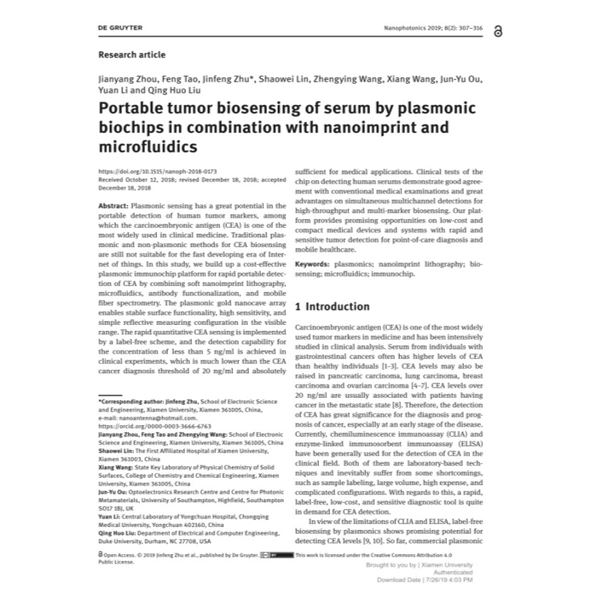 DE GRUYTER
Nanophotonics 2019; 8(2): 307–316
Research article
Jianyang Zhou, Feng Tao, Jinfeng Zhu*, Shaowei Lin, Zhengying Wang, Xiang Wang, Jun-Yu Ou,
Yuan Li and Qing Huo Liu
Portable tumor biosensing of serum by plasmonic
biochips in combination with nanoimprint and
microfluidics
https://doi.org/10.1515/nanoph-2018-0173
Received October 12, 2018; revised December 18, 2018; accepted
December 18, 2018
Abstract: Plasmonic sensing has a great potential in the
portable detection of human tumor markers, among
which the carcinoembryonic antigen (CEA) is one of the
most widely used in clinical medicine. Traditional plas-
monic and non-plasmonic methods for CEA biosensing
are still not suitable for the fast developing era of Inter-
net of things. In this study, we build up a cost-effective
plasmonic immunochip platform for rapid portable detec-
tion of CEA by combining soft nanoimprint lithography,
microfluidics, antibody functionalization, and mobile
fiber spectrometry. The plasmonic gold nanocave array
enables stable surface functionality, high sensitivity, and
simple reflective measuring configuration in the visible
range. The rapid quantitative CEA sensing is implemented
by a label-free scheme, and the detection capability for
the concentration of less than 5 ng/ml is achieved in
clinical experiments, which is much lower than the CEA
cancer diagnosis threshold of 20 ng/ml and absolutely
*Corresponding author: Jinfeng Zhu, School of Electronic Science
and Engineering, Xiamen University, Xiamen 361005, China,
e-mail: nanoantenna@hotmail.com.
https://orcid.org/0000-0003-3666-6763
Jianyang Zhou, Feng Tao and Zhengying Wang: School of Electronic
Science and Engineering, Xiamen University, Xiamen 361005, China
Shaowei Lin: The First Affiliated Hospital of Xiamen University,
Xiamen 361003, China
Xiang Wang: State Key Laboratory of Physical Chemistry of Solid
Surfaces, College of Chemistry and Chemical Engineering, Xiamen
University, Xiamen 361005, China
Jun-Yu Ou: Optoelectronics Research Centre and Centre for Photonic
Metamaterials, University of Southampton, Highfield, Southampton
SO17 1BJ, UK
Yuan Li: Central Laboratory of Yongchuan Hospital, Chongqing
Medical University, Yongchuan 402160, China
Qing Huo Liu: Department of Electrical and Computer Engineering,
Duke University, Durham, NC 27708, USA
sufficient for medical applications. Clinical tests of the
chip on detecting human serums demonstrate good agree-
ment with conventional medical examinations and great
advantages on simultaneous multichannel detections for
high-throughput and multi-marker biosensing. Our plat-
form provides promising opportunities on low-cost and
compact medical devices and systems with rapid and
sensitive tumor detection for point-of-care diagnosis and
mobile healthcare.
Keywords: plasmonics; nanoimprint lithography; bio-
sensing; microfluidics; immunochip.
1 Introduction
Carcinoembryonic antigen (CEA) is one of the most widely
used tumor markers in medicine and has been intensively
studied in clinical analysis. Serum from individuals with
gastrointestinal cancers often has higher levels of CEA
than healthy individuals [1–3]. CEA levels may also be
raised in pancreatic carcinoma, lung carcinoma, breast
carcinoma and ovarian carcinoma [4–7]. CEA levels over
20 ng/ml are usually associated with patients having
cancer in the metastatic state [8]. Therefore, the detection
of CEA has great significance for the diagnosis and prog-
nosis of cancer, especially at an early stage of the disease.
Currently, chemiluminescence immunoassay (CLIA) and
enzyme-linked immunosorbent immunoassay (ELISA)
have been generally used for the detection of CEA in the
clinical field. Both of them are laboratory-based tech-
niques and inevitably suffer from some shortcomings,
such as sample labeling, large volume, high expense, and
complicated configurations. With regards to this, a rapid,
label-free, low-cost, and sensitive diagnostic tool is quite
in demand for CEA detection.
In view of the limitations of CLIA and ELISA, label-free
biosensing by plasmonics shows promising potential for
detecting CEA levels [9, 10]. So far, commercial plasmonic
Open Access. © 2019 Jinfeng Zhu et al., published by De Gruyter. This work is licensed under the Creative Commons Attribution 4.0
Public License.
Brought to you by | Xiamen University
Authenticated
Download Date | 7/26/19 4:03 PM